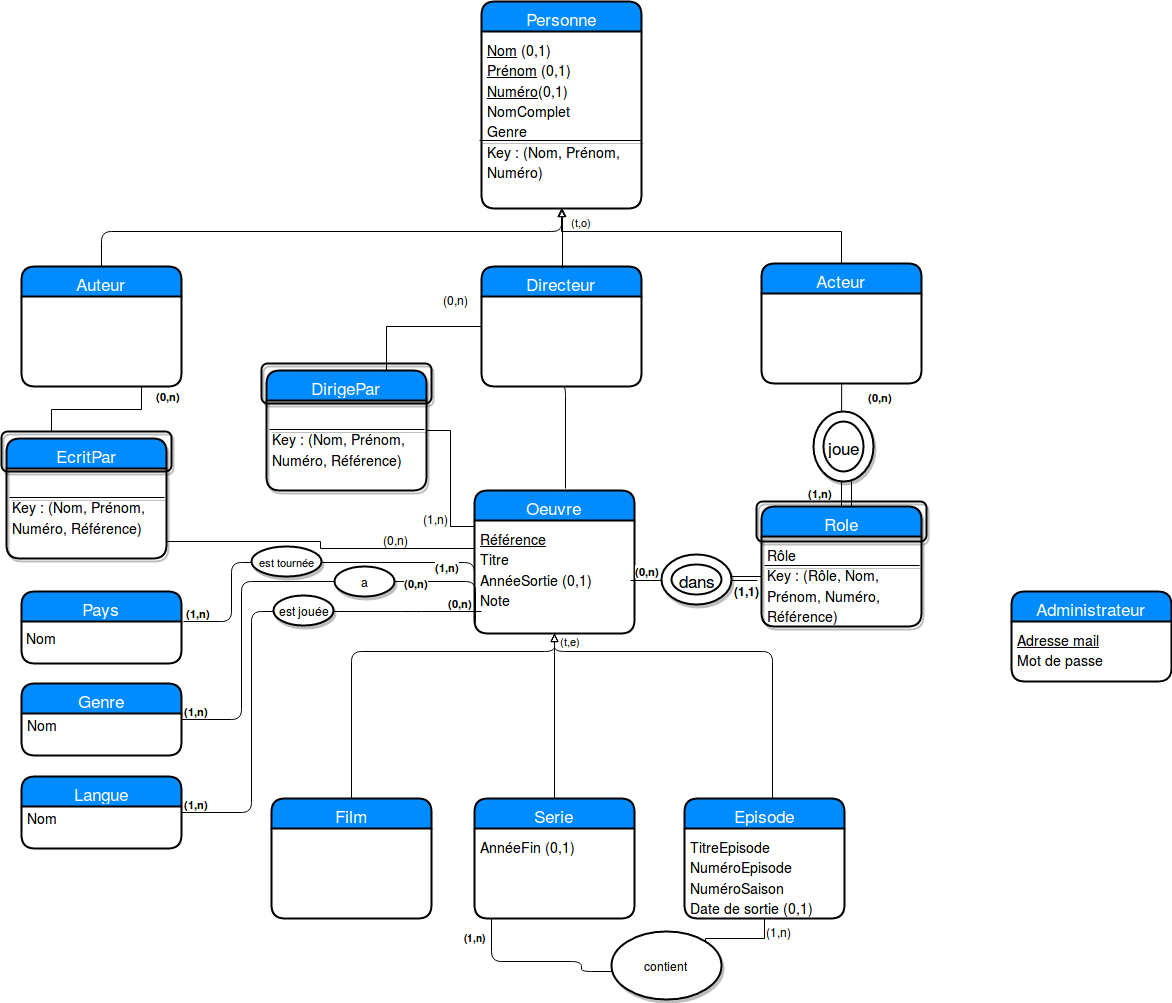 Personne
Nom (0,1)
Prénom (0,1)
Numéro(0,1)
NomComplet
Genre
Key : (Nom, Prénom,
Numéro)
(t,o)
Auteur
Directeur
Acteur
(0,n)
(0,n)
(0,n)
DirigePar
Key : (Nom, Prénom,
Numéro, Référence)
joue
EcritPar
Key : (Nom, Prénom,
Numéro, Référence)
(1,n)
(1,n)
(0,n)
Oeuvre
Référence
Titre
AnnéeSortie (0,1)
Note
Role
Rôle
Key : (Rôle, Nom,
Prénom, Numéro,
Référence)
est tournée
(1,n)
a
(0,n)
est jouée
(0,n)
(0,n)
dans
(1,1)
Pays
Nom
(1,n)
Administrateur
Adresse mail
Mot de passe
(t,e)
Genre
Nom
(1,n)
Langue
Nom
(1,n)
Film
Serie
AnnéeFin (0,1)
Episode
TitreEpisode
NuméroEpisode
NuméroSaison
Date de sortie (0,1)
(1,n)
(1,n)
contient